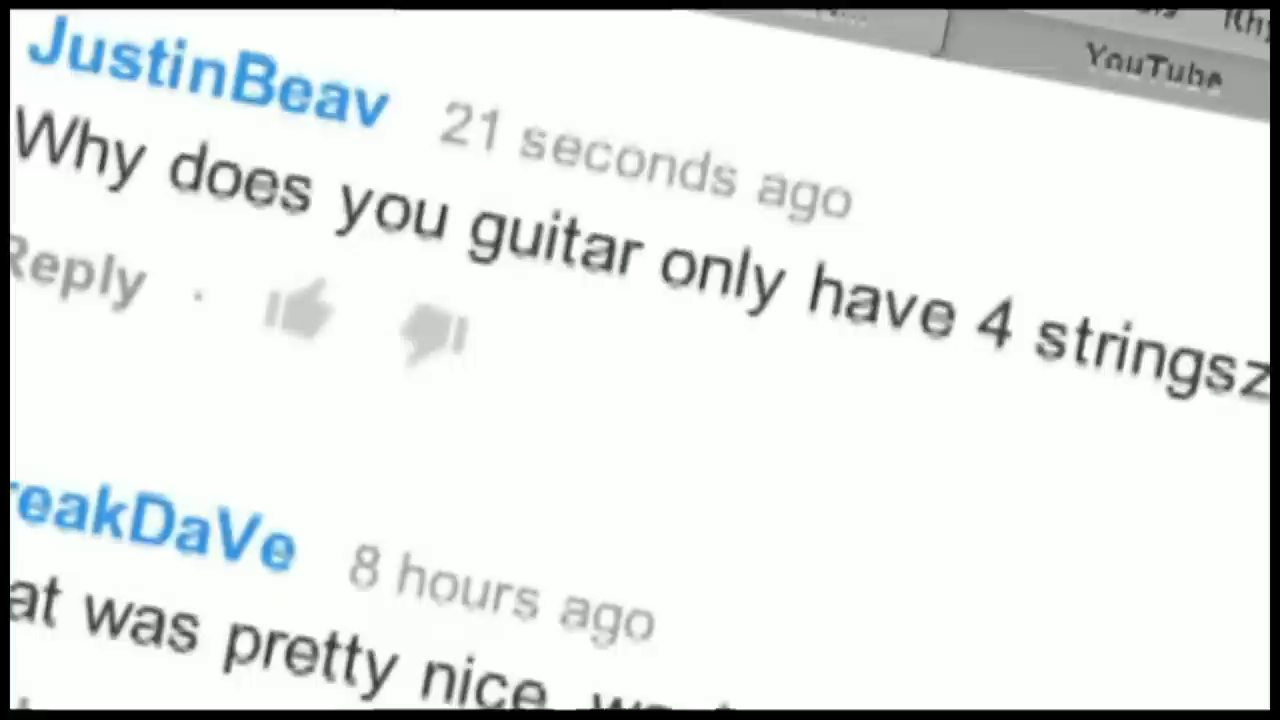 YouTube
JustinBeav 21 seconds ago
Why does you guitar only have 4 stringsz
Reply ·
reakDaVe 8 hours ago
at was pretty nice